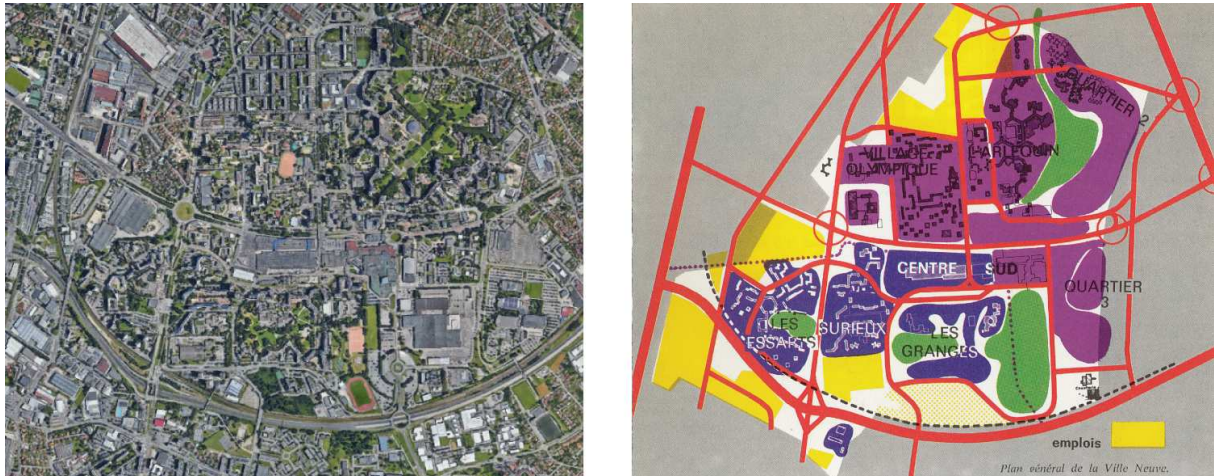 QUARTIER
2
VILLAGE
OLYMPIQUE
L'ARLEQUIN
CENTRE SUD
QUARTIER
3
LES
ESSARTS
SURIEUX
LES
GRANGES
emplois
Plan général de la Ville Neuve.